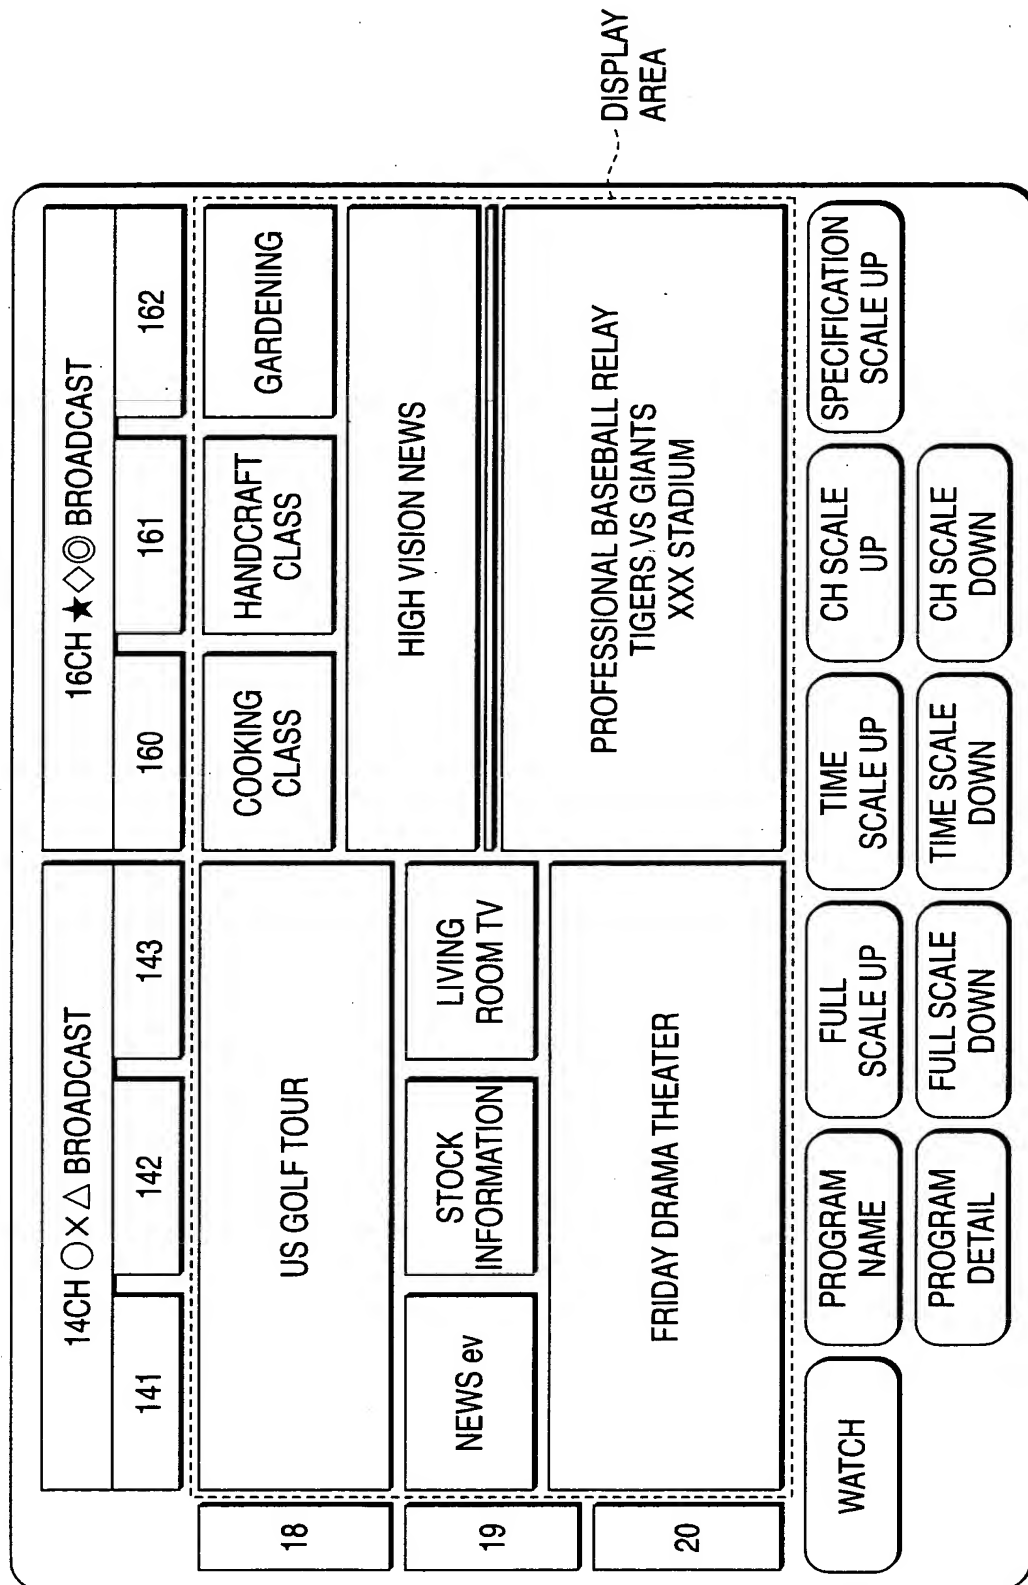 14CH ○×△ BROADCAST
16CH ★◇◎ BROADCAST
141
142
143
160
161
162
18
19
20
US GOLF TOUR
COOKING
CLASS
HANDCRAFT
CLASS
GARDENING
NEWS ev
STOCK
INFORMATION
LIVING
ROOM TV
HIGH VISION NEWS
FRIDAY DRAMA THEATER
PROFESSIONAL BASEBALL RELAY
TIGERS VS GIANTS
XXX STADIUM
DISPLAY
AREA
WATCH
PROGRAM
NAME
FULL
SCALE UP
TIME
SCALE UP
CH SCALE
UP
SPECIFICATION
SCALE UP
PROGRAM
DETAIL
FULL SCALE
DOWN
TIME SCALE
DOWN
CH SCALE
DOWN